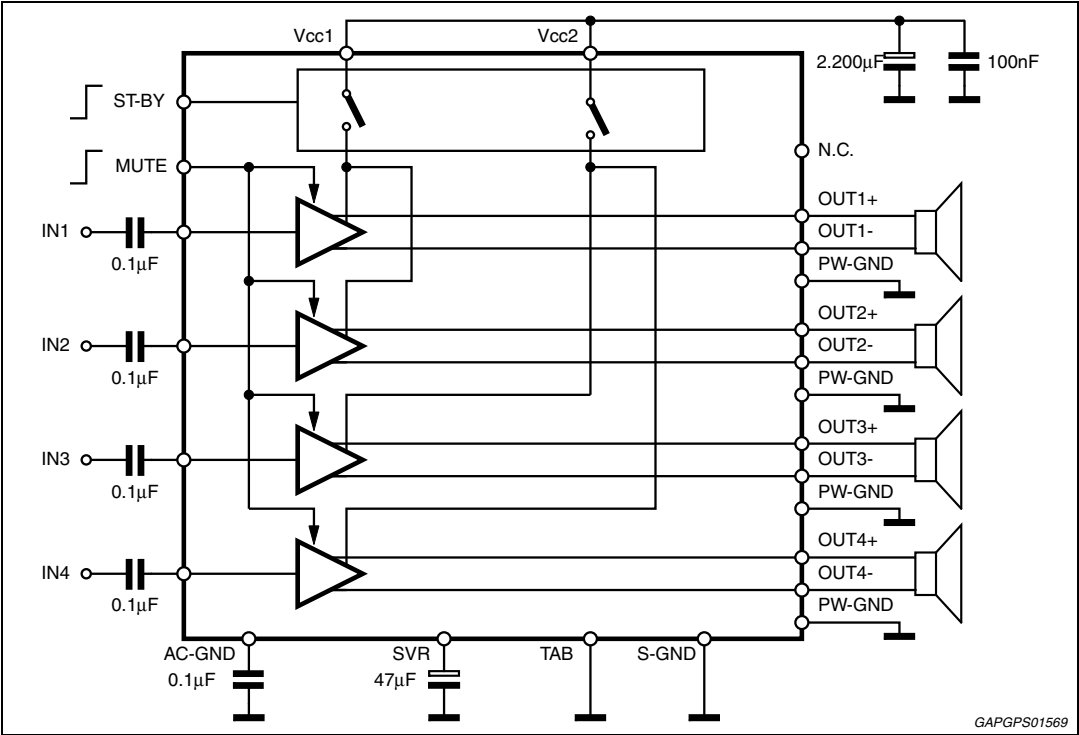 Vcc1
Vcc2
2.200µF
100nF
ST-BY
N.C.
MUTE
OUT1+
IN1
OUT1-
0.1µF
PW-GND
OUT2+
IN2
OUT2-
0.1µF
PW-GND
OUT3+
IN3
OUT3-
0.1µF
PW-GND
OUT4+
IN4
OUT4-
0.1µF
PW-GND
AC-GND
SVR
TAB
S-GND
0.1µF
47µF
GAPGPS01569